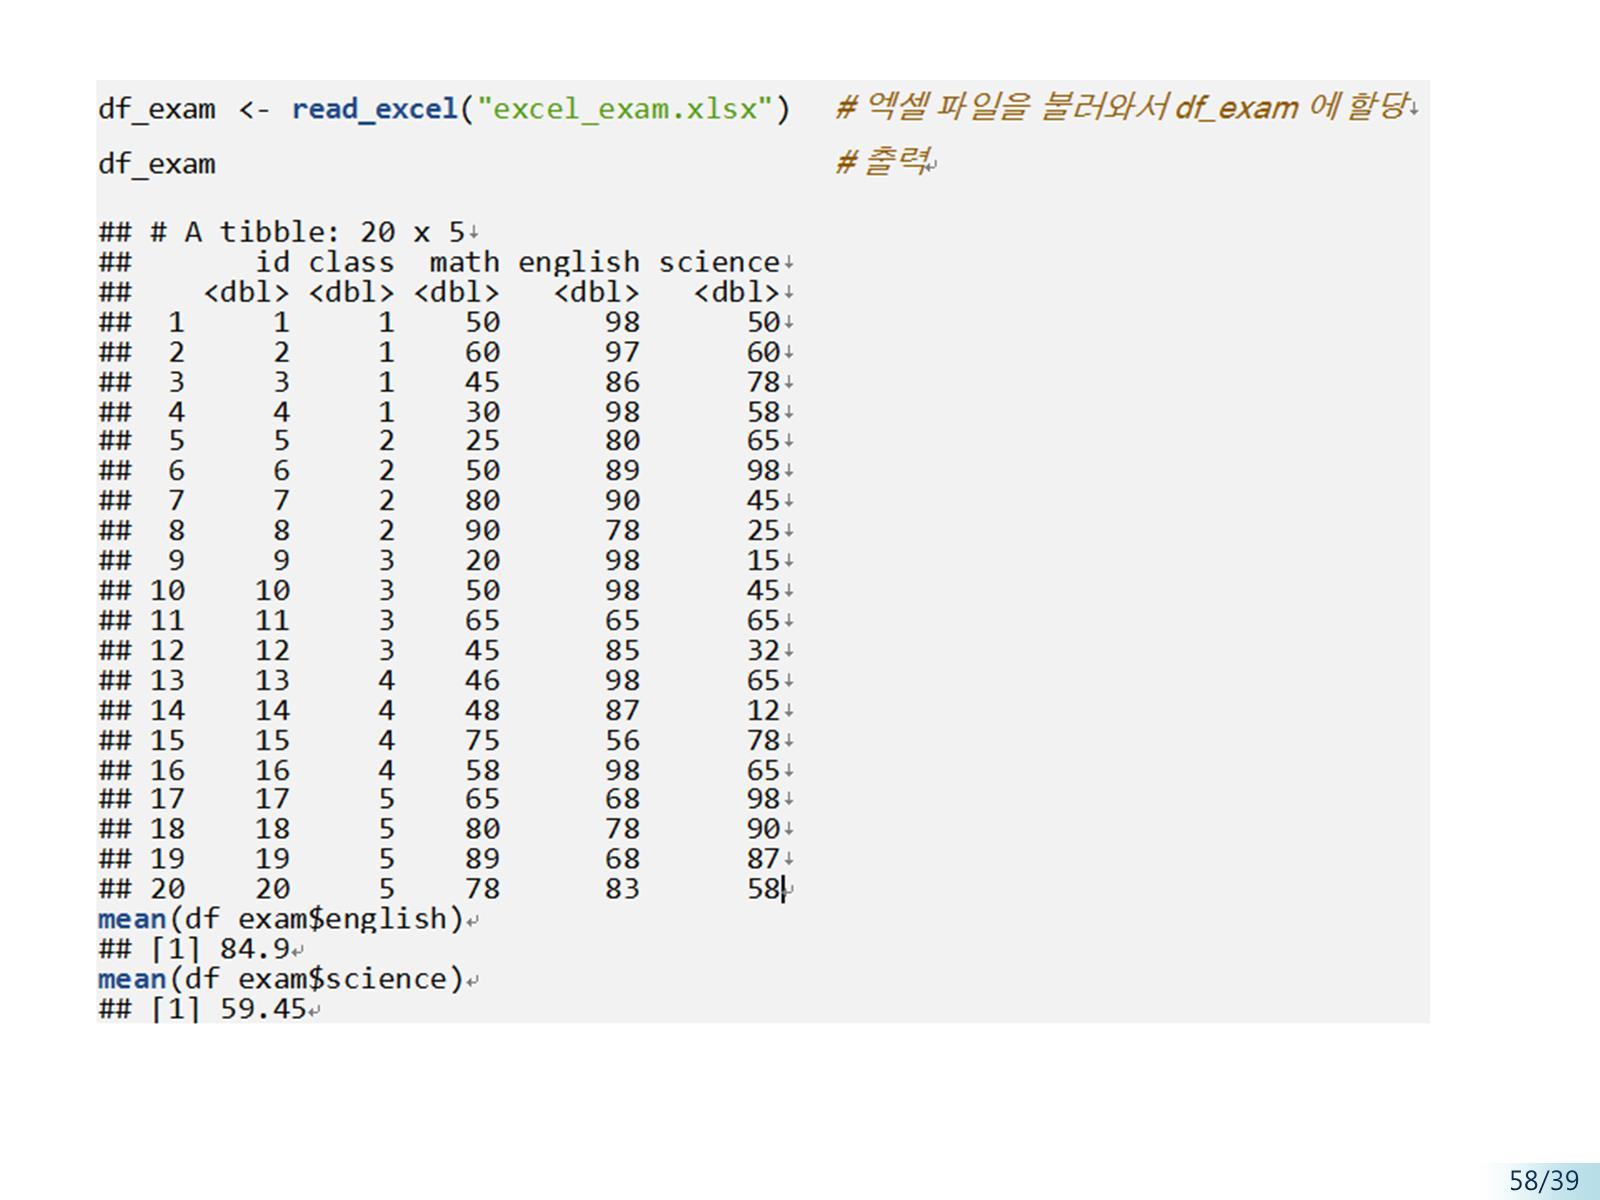 df_exam <- read_excel("excel_exam.xlsx") # 엑셀 파일을 불러와서 df_exam 에 할당↓
df_exam # 출력↵
## # A tibble: 20 x 5↓
## id class math english science↓
## <dbl> <dbl> <dbl> <dbl> <dbl>↓
## 1 1 1 50 98 50↓
## 2 2 1 60 97 60↓
## 3 3 1 45 86 78↓
## 4 4 1 30 98 58↓
## 5 5 2 25 80 65↓
## 6 6 2 50 89 98↓
## 7 7 2 80 90 45↓
## 8 8 2 90 78 25↓
## 9 9 3 20 98 15↓
## 10 10 3 50 98 45↓
## 11 11 3 65 65 65↓
## 12 12 3 45 85 32↓
## 13 13 4 46 98 65↓
## 14 14 4 48 87 12↓
## 15 15 4 75 56 78↓
## 16 16 4 58 98 65↓
## 17 17 5 65 68 98↓
## 18 18 5 80 78 90↓
## 19 19 5 89 68 87↓
## 20 20 5 78 83 58↵
mean(df exam$english)↵
## [1] 84.9↵
mean(df exam$science)↵
## [1] 59.45↵
58/39